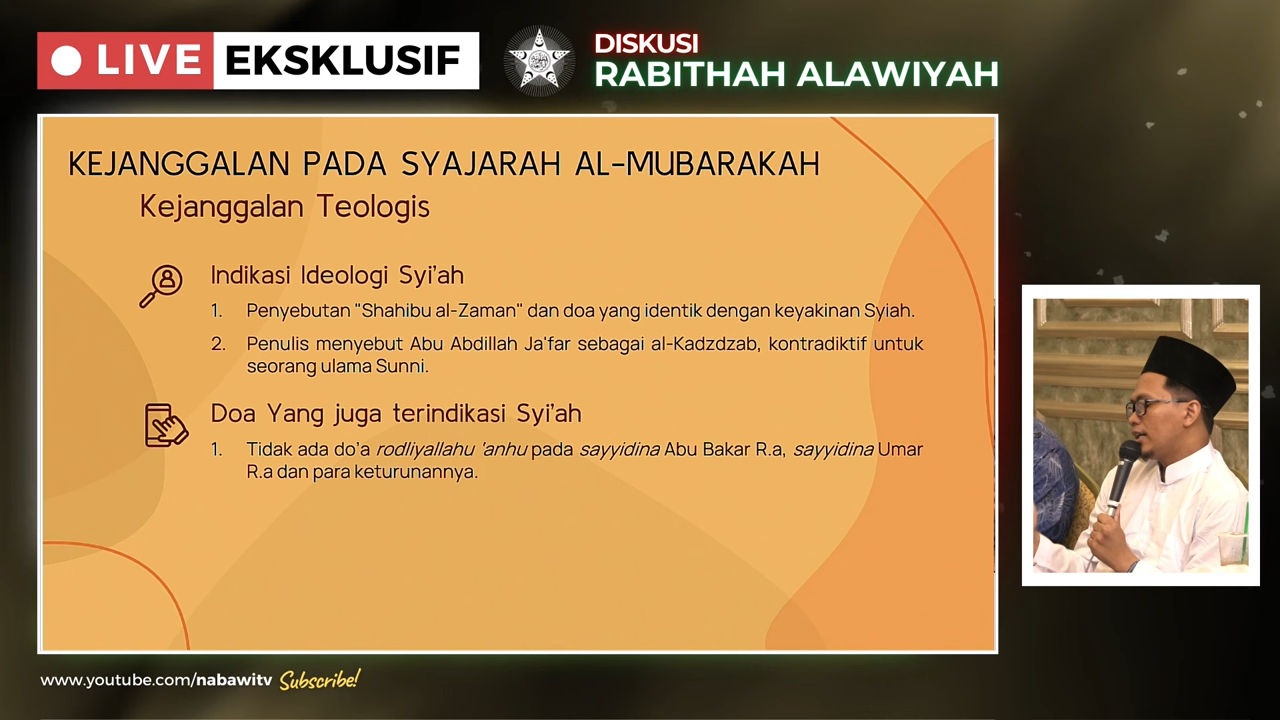 LIVE EKSKLUSIF
DISKUSI
RABITHAH ALAWIYAH
KEJANGGALAN PADA SYAJARAH AL-MUBARAKAH
Kejanggalan Teologis
Indikasi Ideologi Syi'ah
1. Penyebutan "Shahibu al-Zaman" dan doa yang identik dengan keyakinan Syiah.
2. Penulis menyebut Abu Abdillah Ja'far sebagai al-Kadzdzab, kontradiktif untuk
seorang ulama Sunni.
Doa Yang juga terindikasi Syi'ah
1. Tidak ada do'a rodliyallahu 'anhu pada sayyidina Abu Bakar R.a, sayyidina Umar
R.a dan para keturunannya.
www.youtube.com/nabawitv Subscribe!